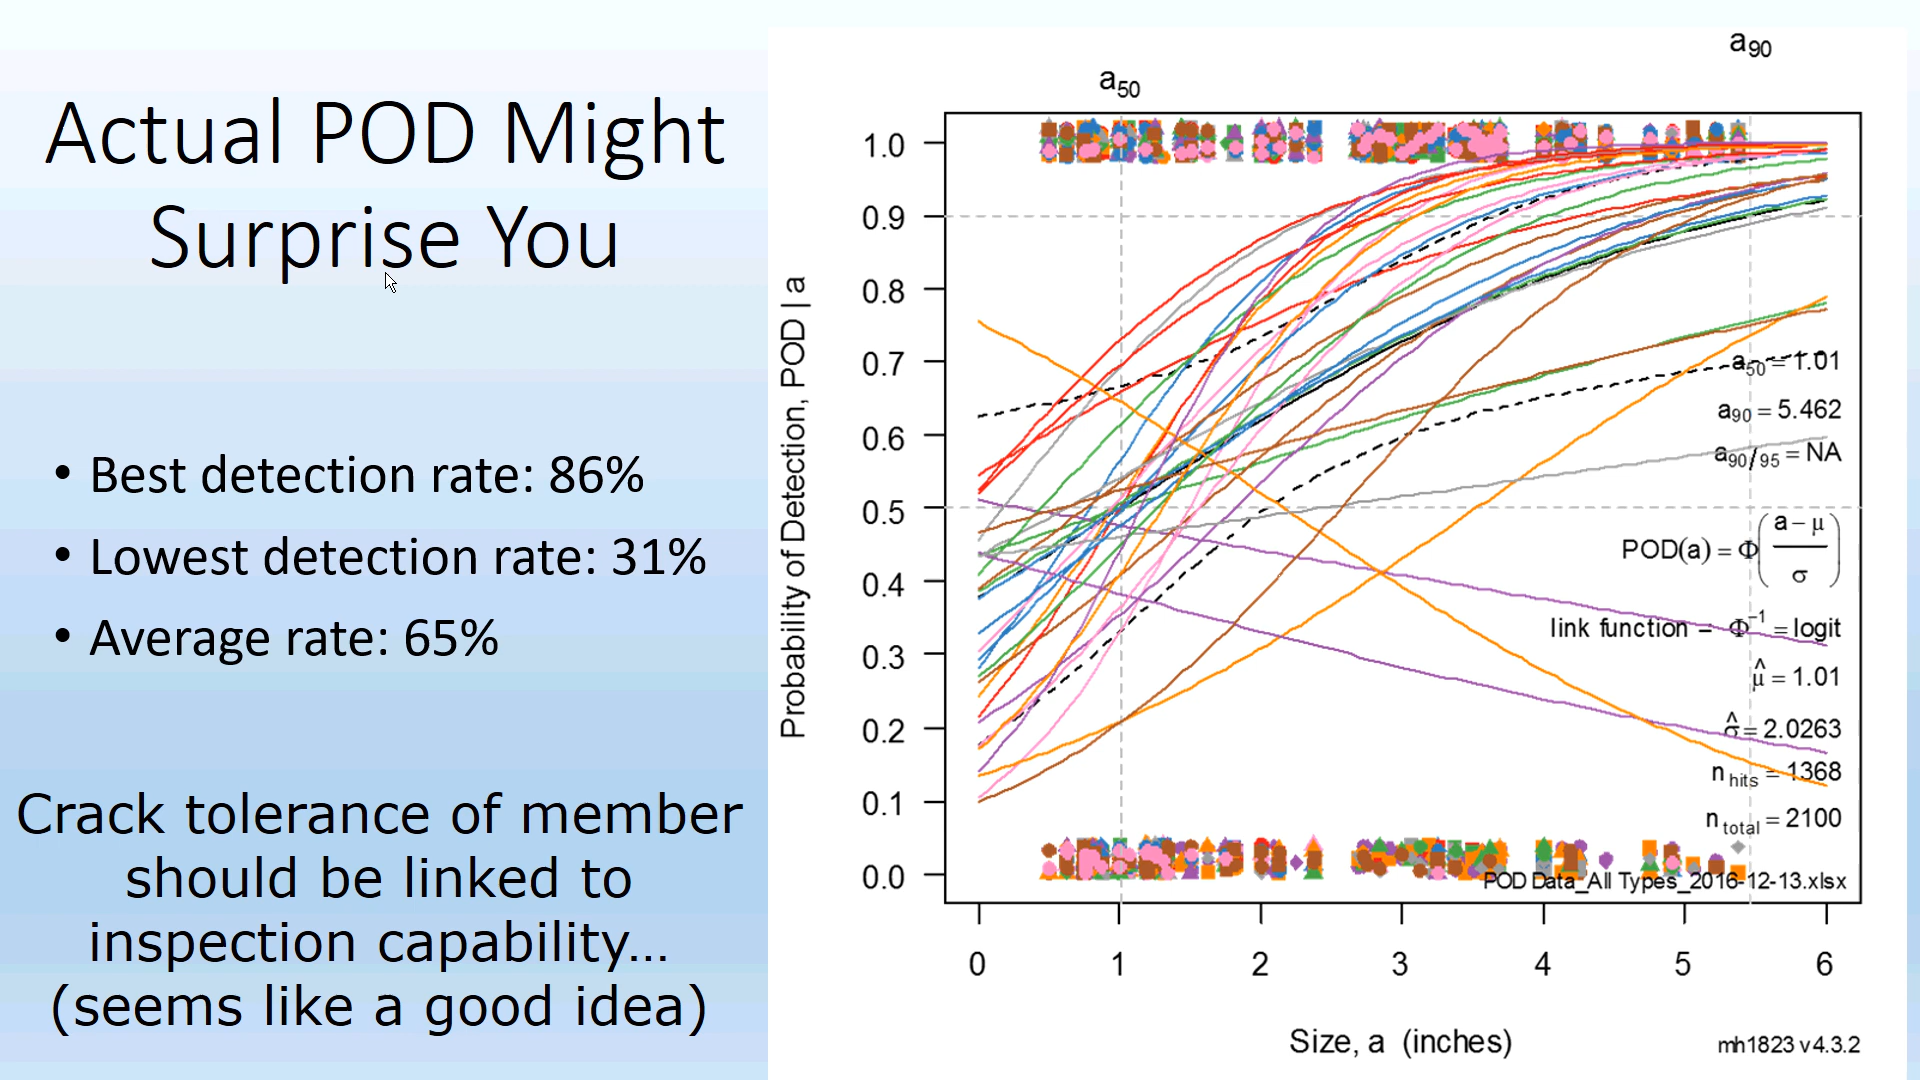 Actual POD Might
Surprise You
• Best detection rate: 86%
• Lowest detection rate: 31%
• Average rate: 65%
Crack tolerance of member
should be linked to
inspection capability…
(seems like a good idea)
a50
a90
Probability of Detection, POD | a
1.0
0.9
0.8
0.7
0.6
0.5
0.4
0.3
0.2
0.1
0.0
a50 = 1.01
a90 = 5.462
a90/95 = NA
POD(a) = Φ((a − μ)/σ)
link function = Φ⁻¹ = logit
μ̂ = 1.01
σ̂ = 2.0263
n hits = 1368
n total = 2100
POD Data_All Types_2016-12-13.xlsx
0 1 2 3 4 5 6
Size, a (inches)
mh1823 v4.3.2